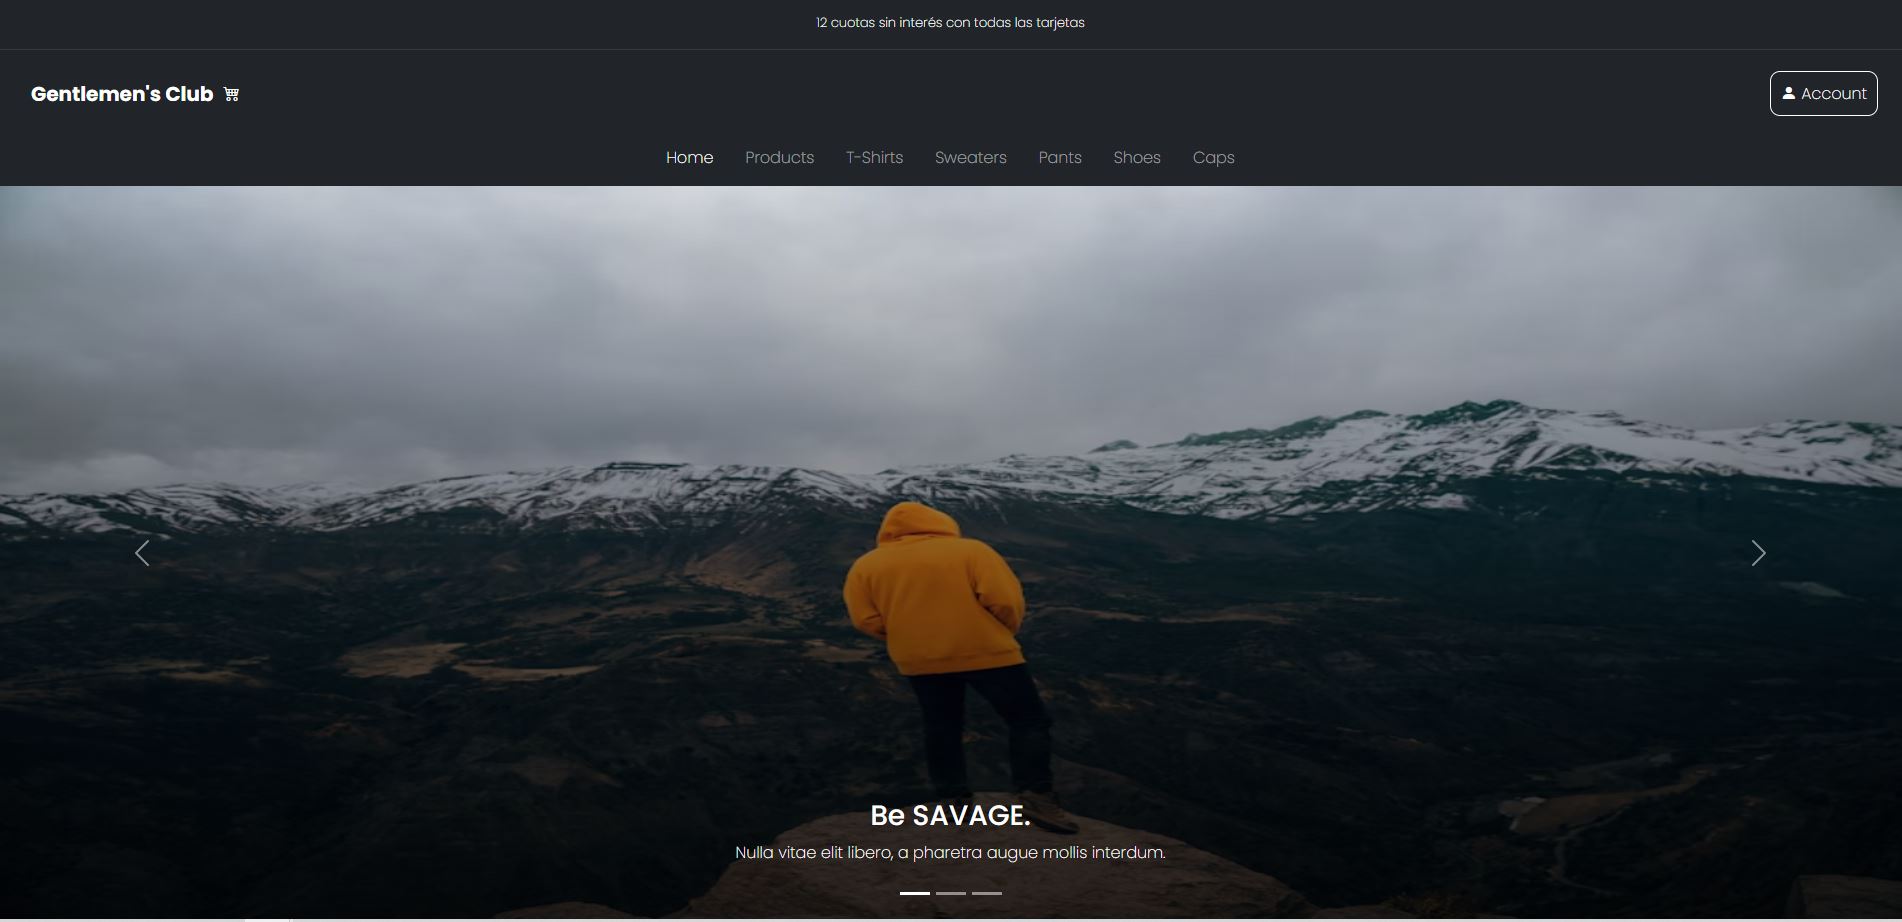 12 cuotas sin interés con todas las tarjetas
Gentlemen's Club
Account
Home Products T-Shirts Sweaters Pants Shoes Caps
Be SAVAGE.
Nulla vitae elit libero, a pharetra augue mollis interdum.